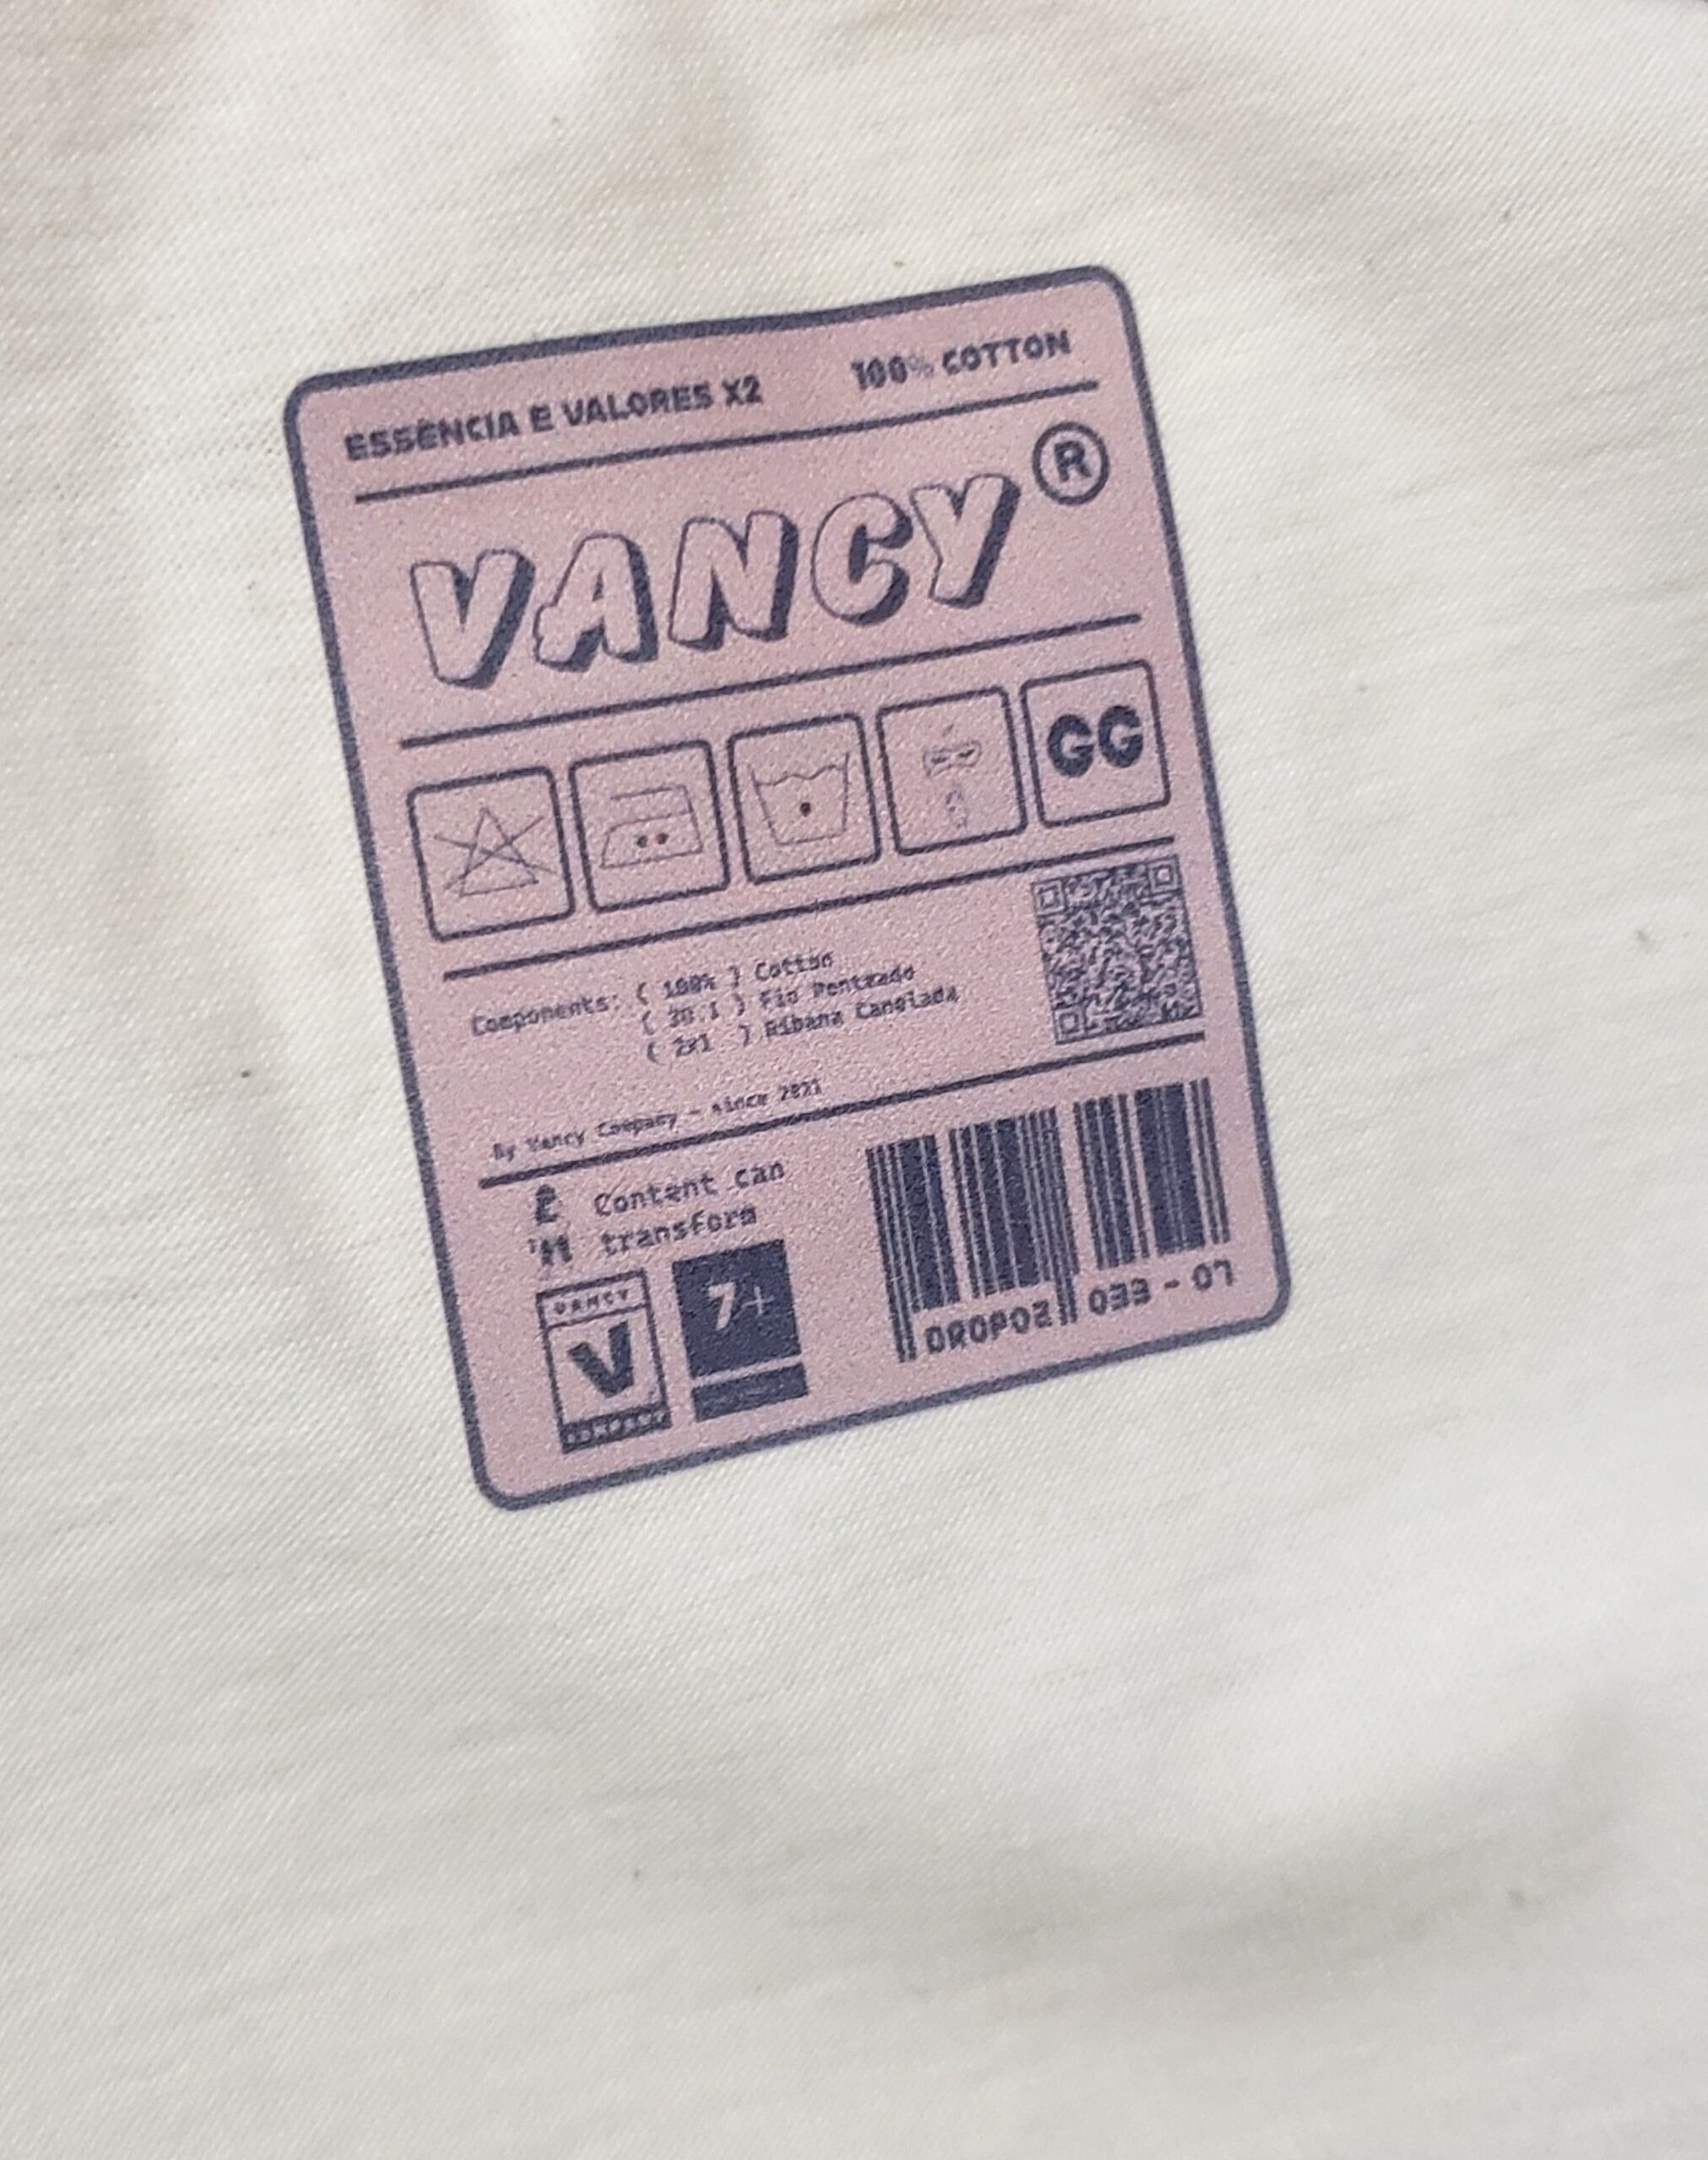 ESSÊNCIA E VALORES X2 100% COTTON
VANCY ®
GG
Components: ( 100% ) Cotton
( 30.1 ) Fio Penteado
( 2x1 ) Ribana Canelada
By Vancy Company - since 2021
Content can
transform
VANCY
V
COMPANY
7+
DROP02 033 - 07